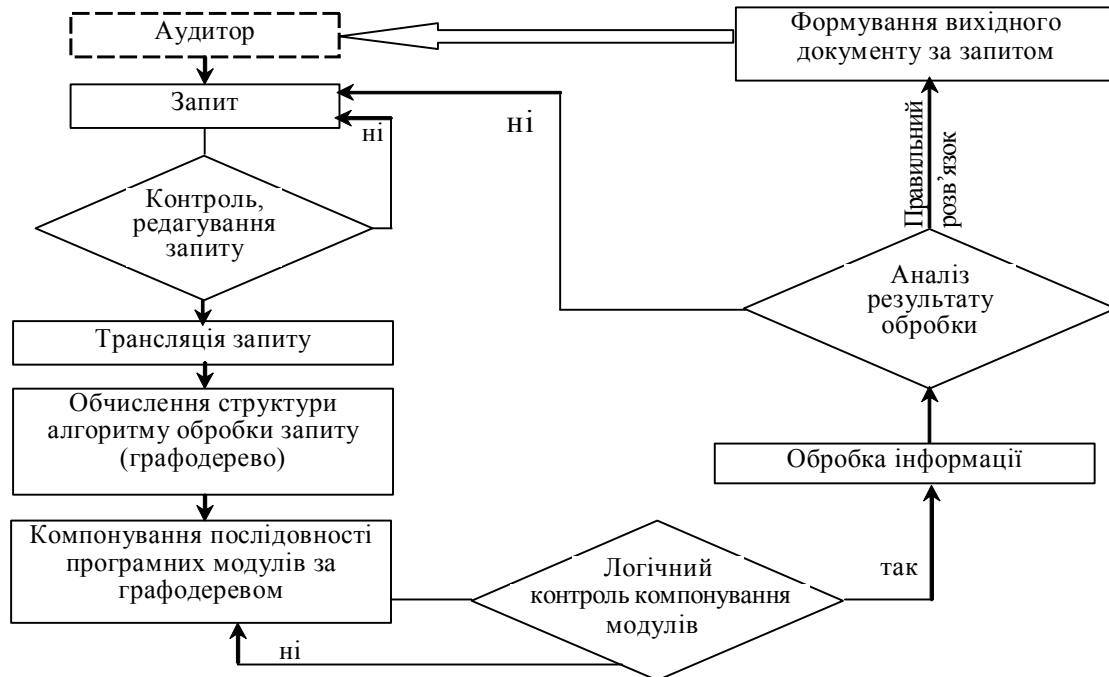 Аудитор
Формування вихідного
документу за запитом
Запит
ні
ні
Правильний
розв’язок
Контроль,
редагування
запиту
Аналіз
результату
обробки
Трансляція запиту
Обчислення структури
алгоритму обробки запиту
(графодерево)
Обробка інформації
Компонування послідовності
програмних модулів за
графодеревом
Логічний
контроль компонування
модулів
так
ні